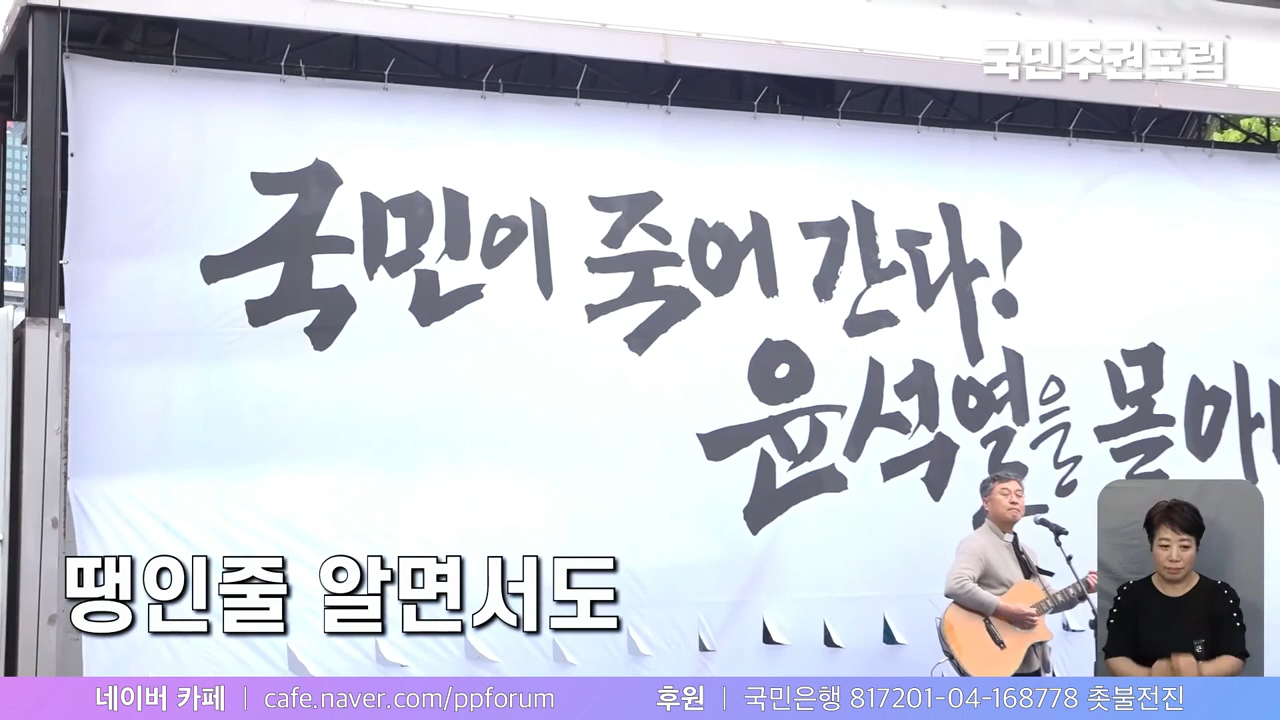 국민주권포럼
국민이 죽어 간다!
윤석열을 몰아
땡인줄 알면서도
네이버 카페 | cafe.naver.com/ppforum
후원 | 국민은행 817201-04-168778 촛불전진